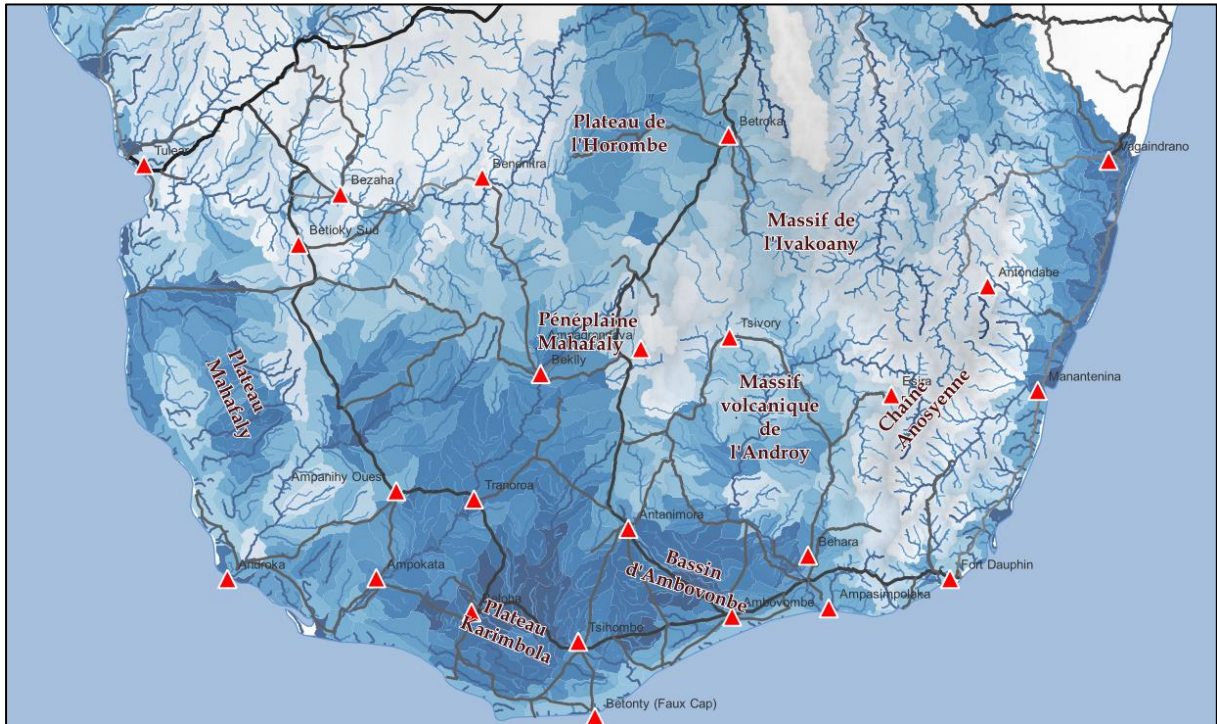 Plateau de
l'Horombe
Betroka
Tulear
Vagaindrano
Benenitra
Bezaha
Massif de
l'Ivakoany
Betioky Sud
Antondabe
Pénéplaine
Mahafaly
Tsivory
Bekily
Plateau
Mahafaly
Massif
volcanique
de
l'Androy
Esira
Manantenina
Chaîne
Anosyenne
Ampanihy Oues
Tranoroa
Antanimora
Behara
Bassin
d'Ambovonbe
Androka
Ampokata
Fort Dauphin
Plateau
Karimbola
Ambovombe
Ampasimpolaka
Tsihombe
Betonty (Faux Cap)